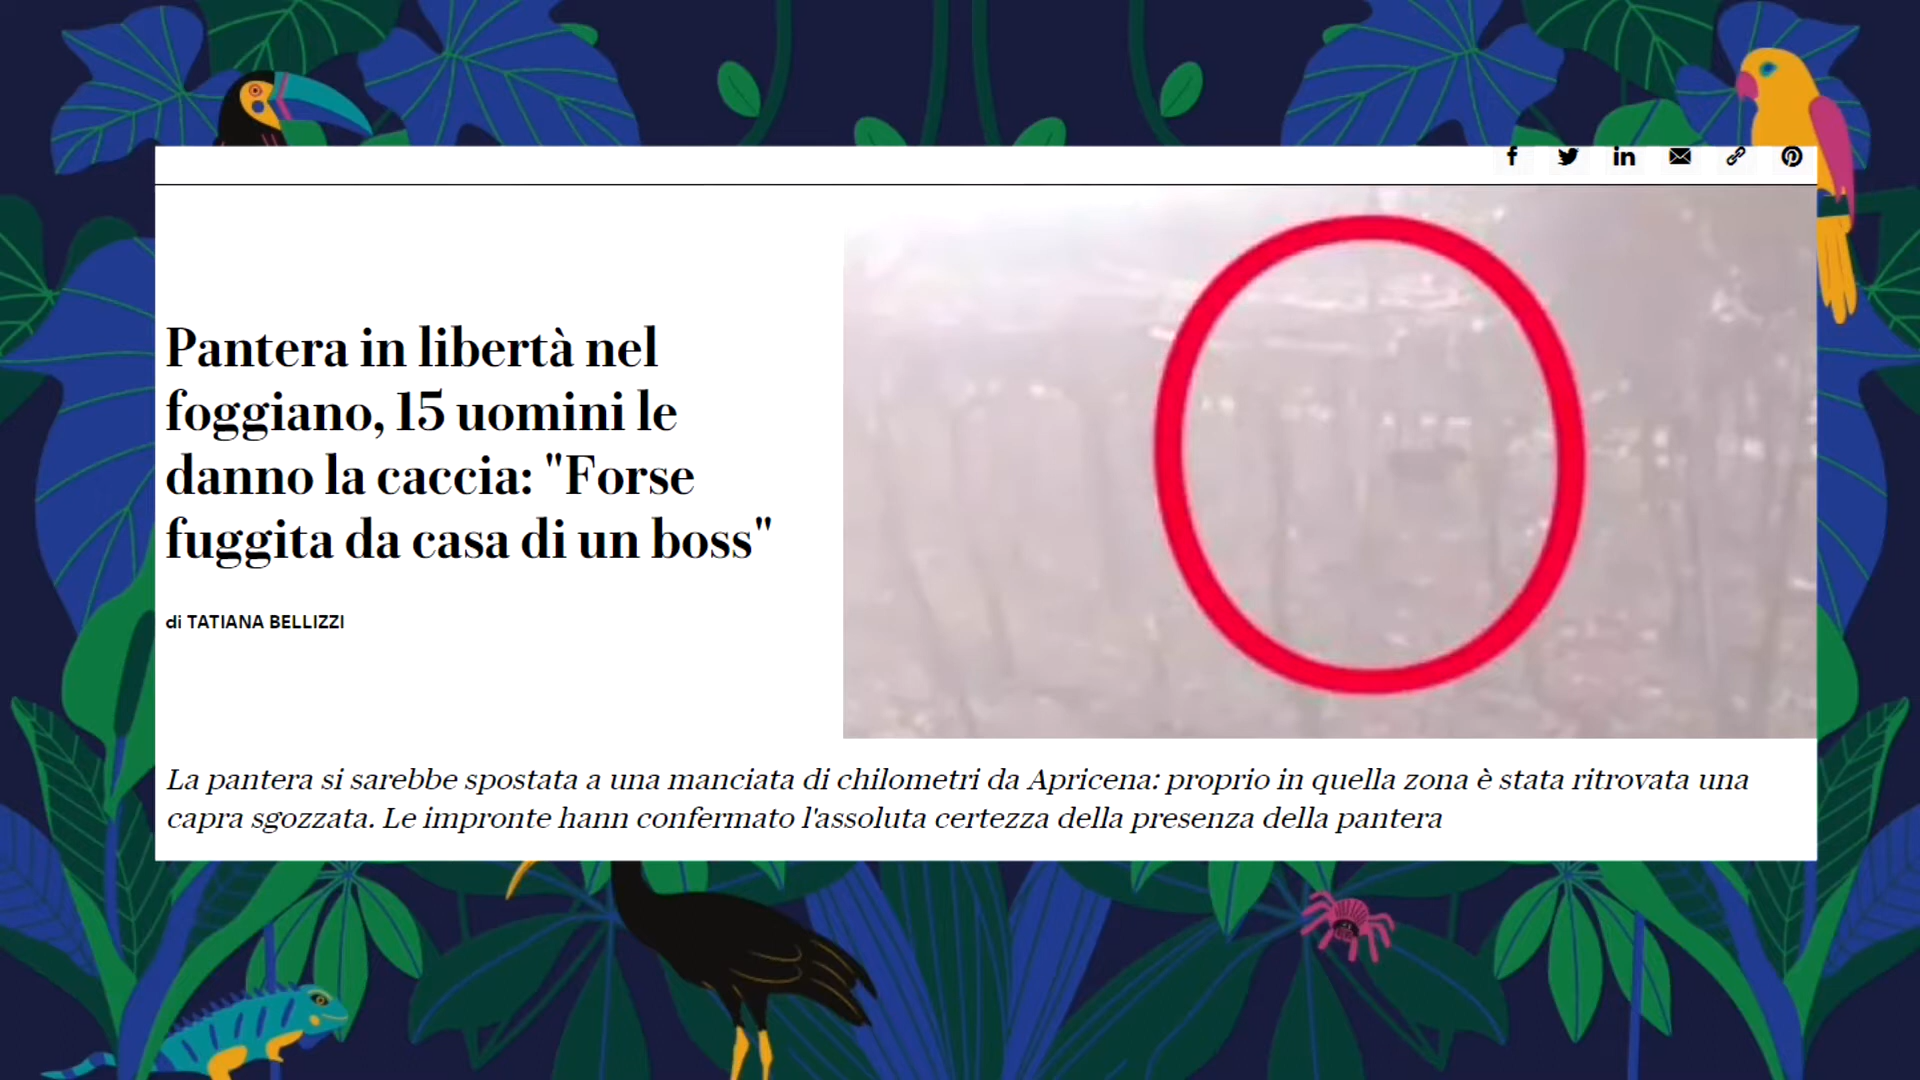 Pantera in libertà nel
foggiano, 15 uomini le
danno la caccia: "Forse
fuggita da casa di un boss"
di TATIANA BELLIZZI
La pantera si sarebbe spostata a una manciata di chilometri da Apricena: proprio in quella zona è stata ritrovata una
capra sgozzata. Le impronte hann confermato l'assoluta certezza della presenza della pantera